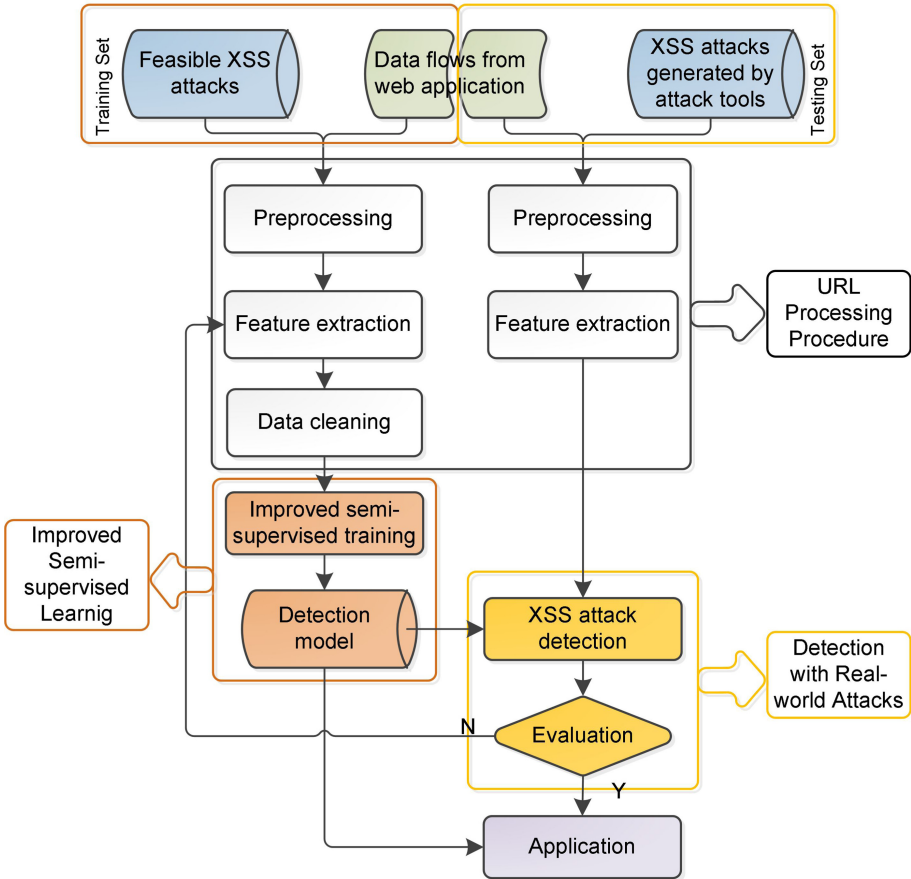 Training Set
Feasible XSS
attacks
Data flows from
web application
XSS attacks
generated by
attack tools
Testing Set
Preprocessing
Preprocessing
Feature extraction
Feature extraction
URL
Processing
Procedure
Data cleaning
Improved semi-
supervised training
Improved
Semi-
supervised
Learnig
Detection
model
XSS attack
detection
Detection
with Real-
world Attacks
N
Evaluation
Y
Application